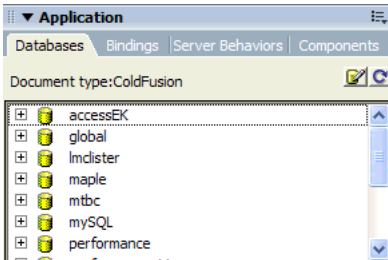 Application
Databases Bindings Server Behaviors Components
Document type:ColdFusion
accessEK
global
lmclister
maple
mtbc
mySQL
performance